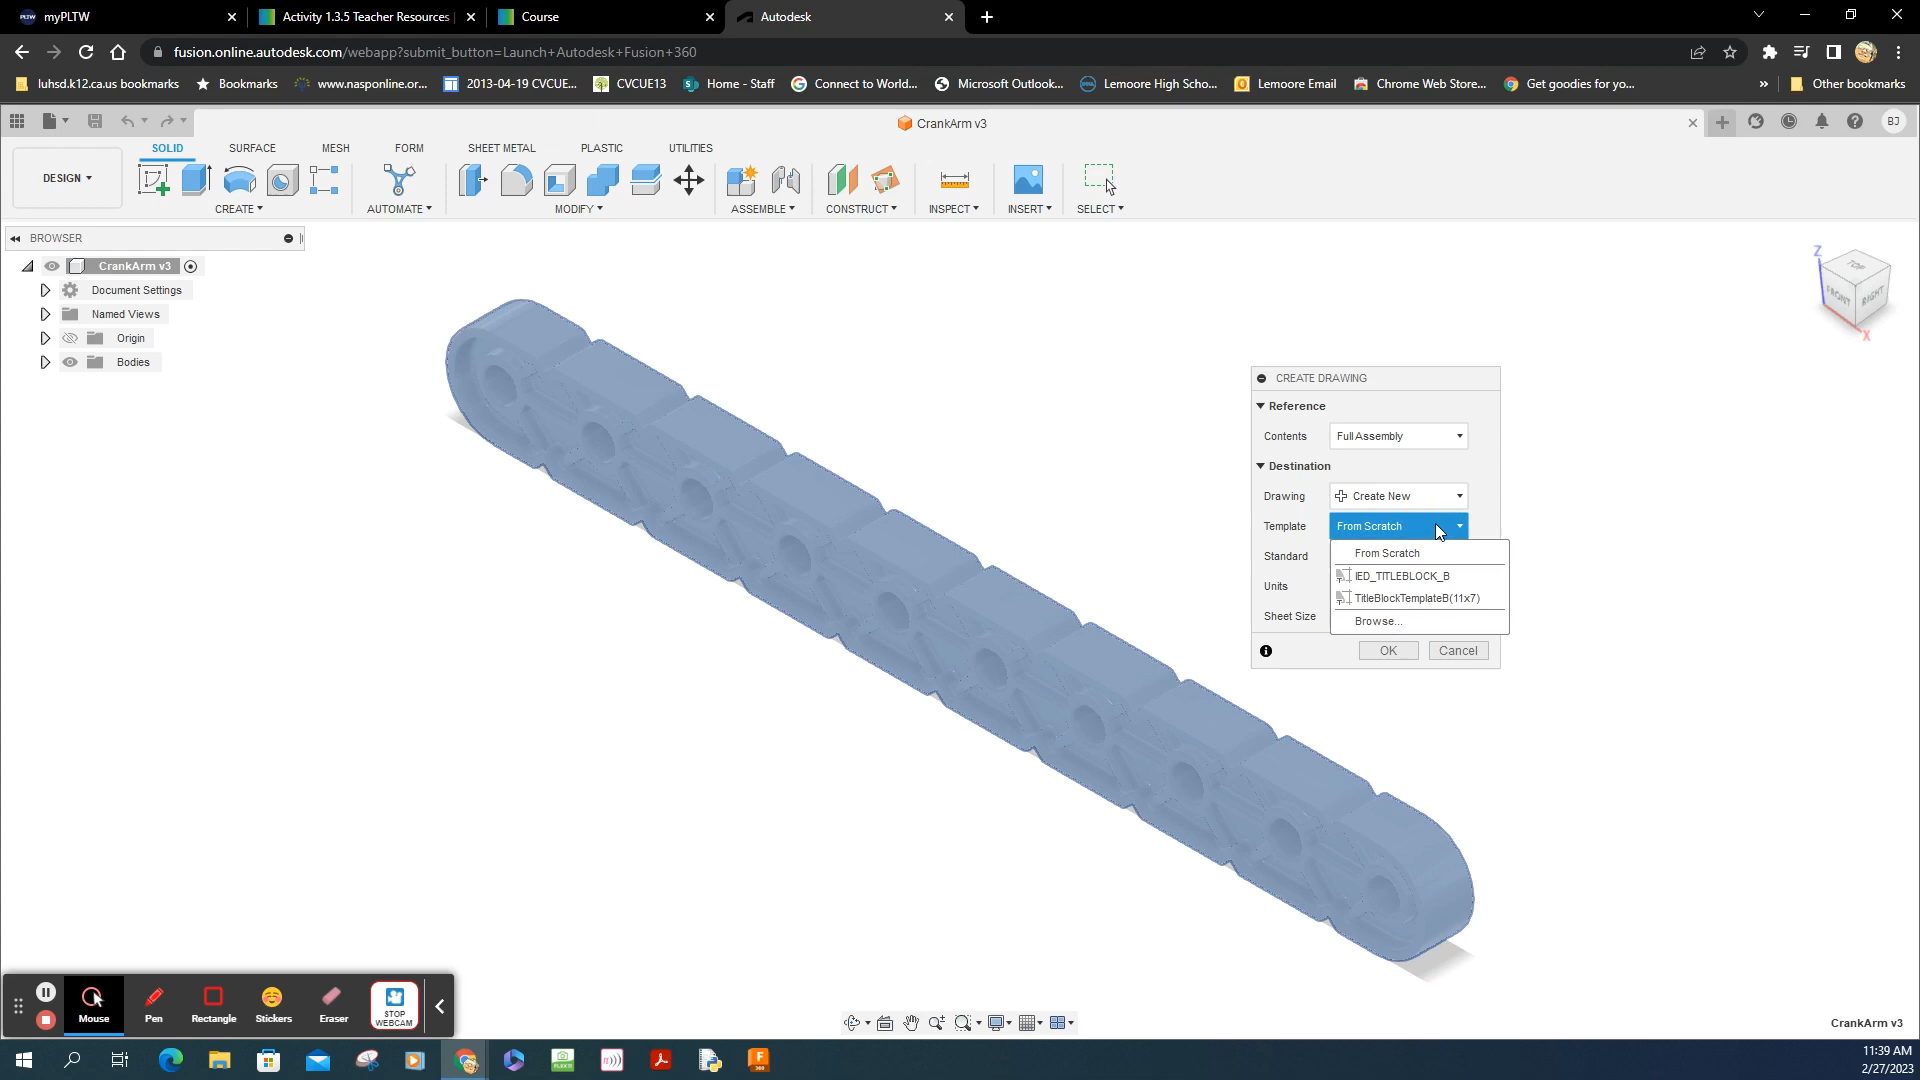 myPLTW
Activity 1.3.5 Teacher Resources
Course
Autodesk
fusion.online.autodesk.com/webapp?submit_button=Launch+Autodesk+Fusion+360
luhsd.k12.ca.us bookmarks
Bookmarks
www.nasponline.or...
2013-04-19 CVCUE...
CVCUE13
Home - Staff
Connect to World...
Microsoft Outlook...
Lemoore High Scho...
Lemoore Email
Chrome Web Store...
Get goodies for yo...
»
Other bookmarks
CrankArm v3
BJ
SOLID
SURFACE
MESH
FORM
SHEET METAL
PLASTIC
UTILITIES
DESIGN
CREATE
AUTOMATE
MODIFY
ASSEMBLE
CONSTRUCT
INSPECT
INSERT
SELECT
BROWSER
CrankArm v3
Document Settings
Named Views
Origin
Bodies
Z
TOP
FRONT
RIGHT
X
CREATE DRAWING
Reference
Contents
Full Assembly
Destination
Drawing
Create New
Template
From Scratch
Standard
From Scratch
IED_TITLEBLOCK_B
Units
TitleBlockTemplateB(11x7)
Sheet Size
Browse...
OK
Cancel
Mouse
Pen
Rectangle
Stickers
Eraser
STOP
WEBCAM
CrankArm v3
11:39 AM
2/27/2023